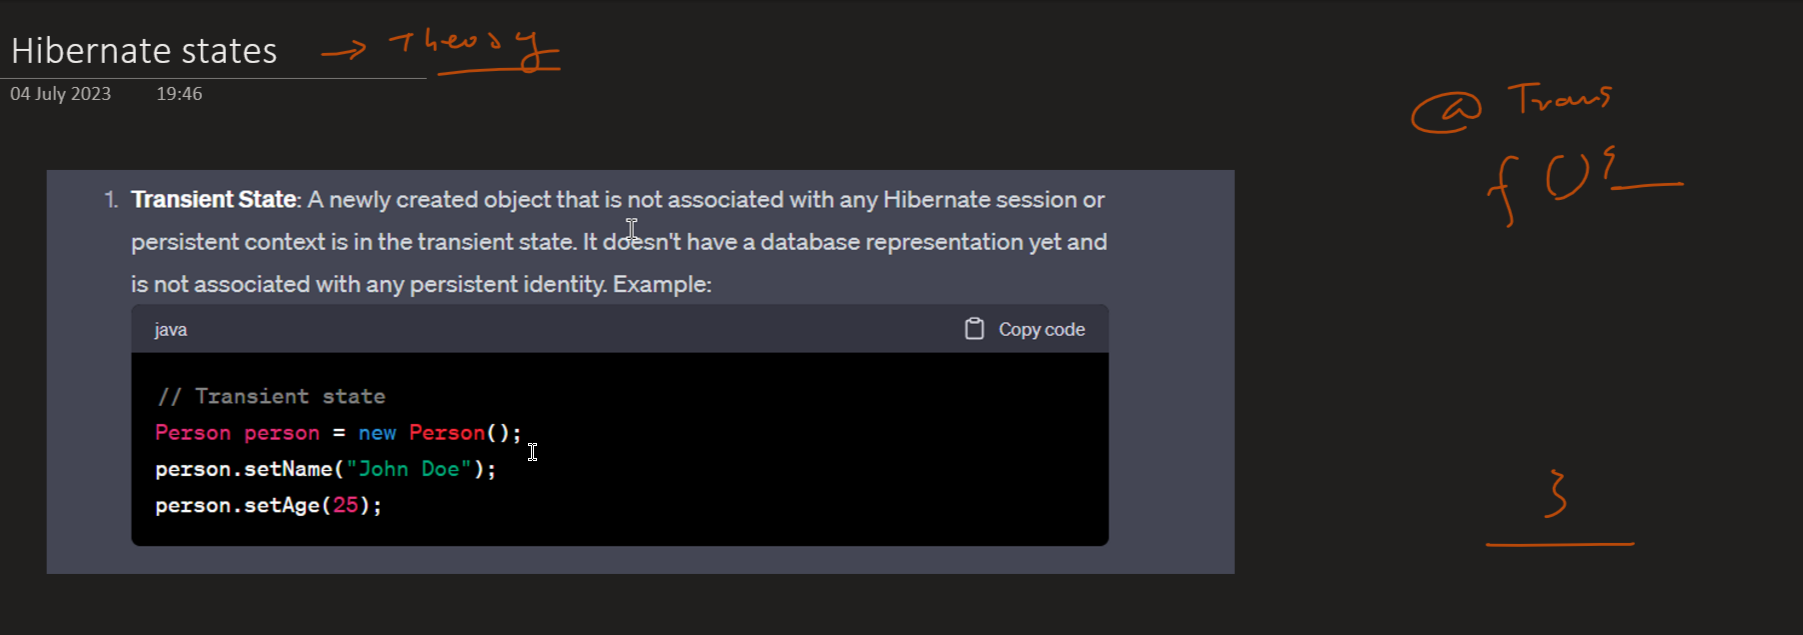 Hibernate states → Theory
04 July 2023 19:46
@ Trans
f () {
1. Transient State: A newly created object that is not associated with any Hibernate session or
persistent context is in the transient state. It doesn't have a database representation yet and
is not associated with any persistent identity. Example:
java Copy code
// Transient state
Person person = new Person();
person.setName("John Doe");
person.setAge(25);
}